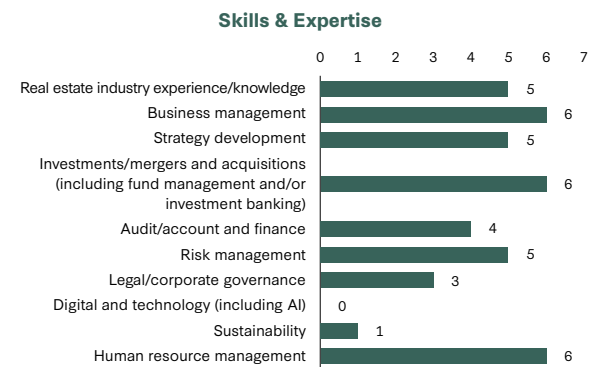 Skills & Expertise
0 1 2 3 4 5 6 7
Real estate industry experience/knowledge 5
Business management 6
Strategy development 5
Investments/mergers and acquisitions
(including fund management and/or 6
investment banking)
Audit/account and finance 4
Risk management 5
Legal/corporate governance 3
Digital and technology (including AI) 0
Sustainability 1
Human resource management 6